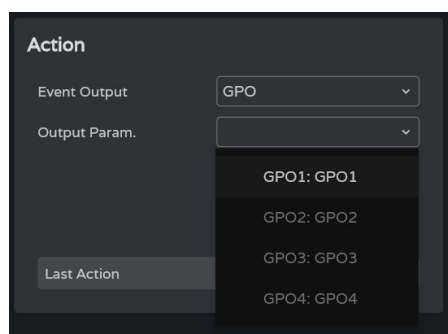 Action
Event Output GPO
Output Param.
GPO1: GPO1
GPO2: GPO2
GPO3: GPO3
Last Action
GPO4: GPO4